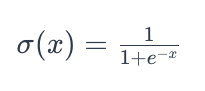 σ(x) = 1/(1+e^{-x})